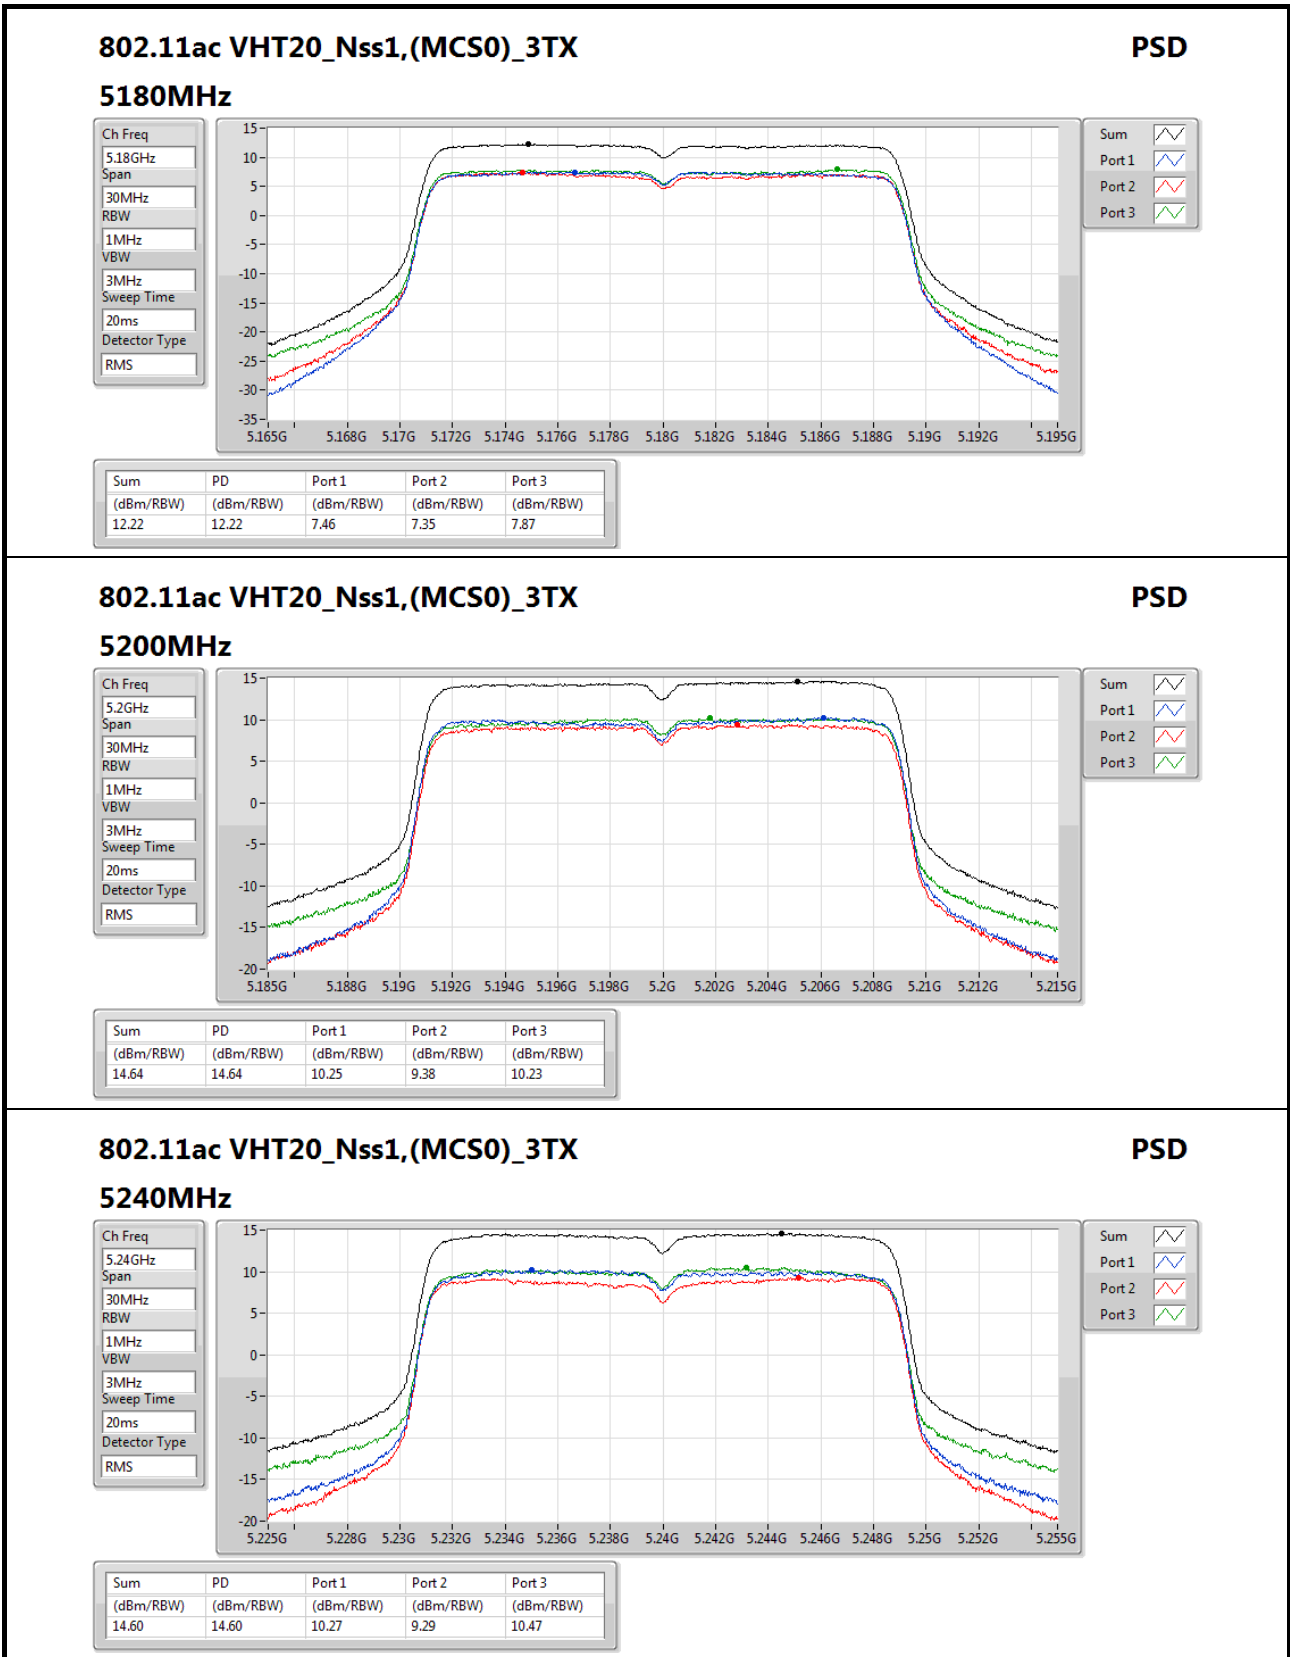 802.11ac VHT20_Nss1,(MCS0)_3TX PSD
5180MHz
Ch Freq
5.18GHz
Span
30MHz
RBW
1MHz
VBW
3MHz
Sweep Time
20ms
Detector Type
RMS
15
10
5
0
-5
-10
-15
-20
-25
-30
-35
5.165G 5.168G 5.17G 5.172G 5.174G 5.176G 5.178G 5.18G 5.182G 5.184G 5.186G 5.188G 5.19G 5.192G 5.195G
Sum
Port 1
Port 2
Port 3
Sum PD Port 1 Port 2 Port 3
(dBm/RBW) (dBm/RBW) (dBm/RBW) (dBm/RBW) (dBm/RBW)
12.22 12.22 7.46 7.35 7.87
802.11ac VHT20_Nss1,(MCS0)_3TX PSD
5200MHz
Ch Freq
5.2GHz
Span
30MHz
RBW
1MHz
VBW
3MHz
Sweep Time
20ms
Detector Type
RMS
15
10
5
0
-5
-10
-15
-20
5.185G 5.188G 5.19G 5.192G 5.194G 5.196G 5.198G 5.2G 5.202G 5.204G 5.206G 5.208G 5.21G 5.212G 5.215G
Sum
Port 1
Port 2
Port 3
Sum PD Port 1 Port 2 Port 3
(dBm/RBW) (dBm/RBW) (dBm/RBW) (dBm/RBW) (dBm/RBW)
14.64 14.64 10.25 9.38 10.23
802.11ac VHT20_Nss1,(MCS0)_3TX PSD
5240MHz
Ch Freq
5.24GHz
Span
30MHz
RBW
1MHz
VBW
3MHz
Sweep Time
20ms
Detector Type
RMS
15
10
5
0
-5
-10
-15
-20
5.225G 5.228G 5.23G 5.232G 5.234G 5.236G 5.238G 5.24G 5.242G 5.244G 5.246G 5.248G 5.25G 5.252G 5.255G
Sum
Port 1
Port 2
Port 3
Sum PD Port 1 Port 2 Port 3
(dBm/RBW) (dBm/RBW) (dBm/RBW) (dBm/RBW) (dBm/RBW)
14.60 14.60 10.27 9.29 10.47